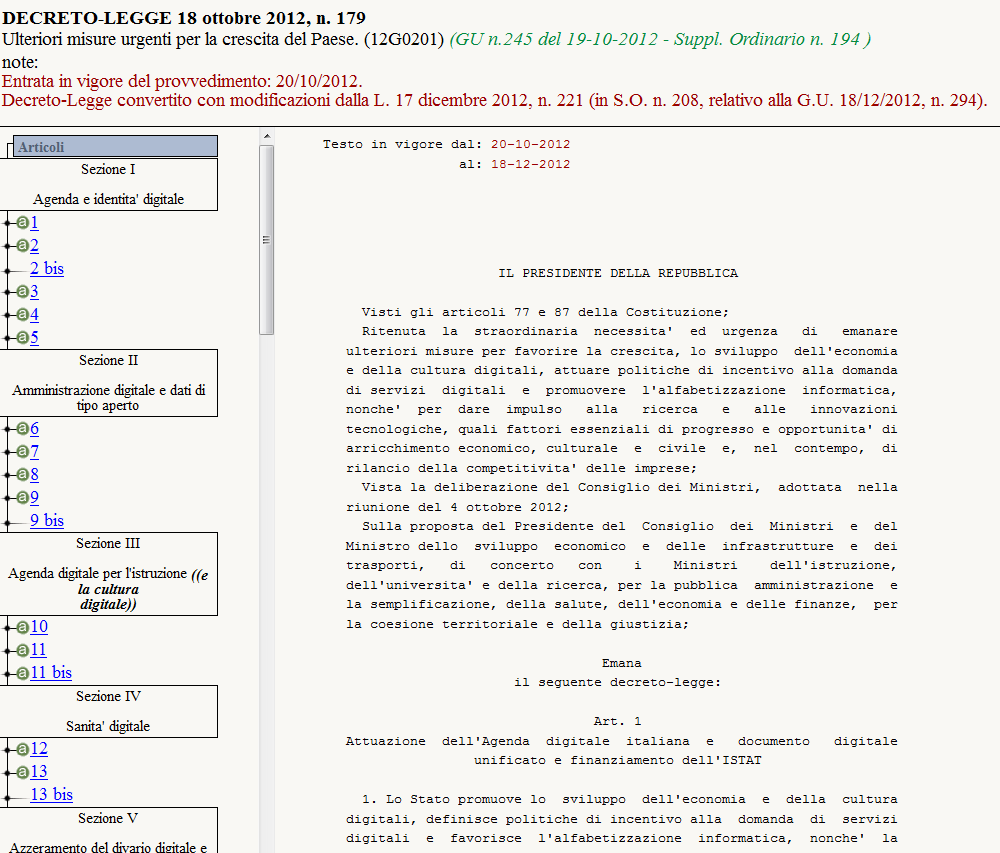 DECRETO-LEGGE 18 ottobre 2012, n. 179
Ulteriori misure urgenti per la crescita del Paese. (12G0201) (GU n.245 del 19-10-2012 - Suppl. Ordinario n. 194 )
note:
Entrata in vigore del provvedimento: 20/10/2012.
Decreto-Legge convertito con modificazioni dalla L. 17 dicembre 2012, n. 221 (in S.O. n. 208, relativo alla G.U. 18/12/2012, n. 294).
Articoli
Sezione I
Agenda e identita' digitale
a 1
a 2
2 bis
a 3
a 4
a 5
Sezione II
Amministrazione digitale e dati di
tipo aperto
a 6
a 7
a 8
a 9
9 bis
Sezione III
Agenda digitale per l'istruzione ((e
la cultura
digitale))
a 10
a 11
a 11 bis
Sezione IV
Sanita' digitale
a 12
a 13
13 bis
Sezione V
Azzeramento del divario digitale e
Testo in vigore dal: 20-10-2012
al: 18-12-2012
IL PRESIDENTE DELLA REPUBBLICA
Visti gli articoli 77 e 87 della Costituzione;
Ritenuta la straordinaria necessita' ed urgenza di emanare
ulteriori misure per favorire la crescita, lo sviluppo dell'economia
e della cultura digitali, attuare politiche di incentivo alla domanda
di servizi digitali e promuovere l'alfabetizzazione informatica,
nonche' per dare impulso alla ricerca e alle innovazioni
tecnologiche, quali fattori essenziali di progresso e opportunita' di
arricchimento economico, culturale e civile e, nel contempo, di
rilancio della competitivita' delle imprese;
Vista la deliberazione del Consiglio dei Ministri, adottata nella
riunione del 4 ottobre 2012;
Sulla proposta del Presidente del Consiglio dei Ministri e del
Ministro dello sviluppo economico e delle infrastrutture e dei
trasporti, di concerto con i Ministri dell'istruzione,
dell'universita' e della ricerca, per la pubblica amministrazione e
la semplificazione, della salute, dell'economia e delle finanze, per
la coesione territoriale e della giustizia;
Emana
il seguente decreto-legge:
Art. 1
Attuazione dell'Agenda digitale italiana e documento digitale
unificato e finanziamento dell'ISTAT
1. Lo Stato promuove lo sviluppo dell'economia e della cultura
digitali, definisce politiche di incentivo alla domanda di servizi
digitali e favorisce l'alfabetizzazione informatica, nonche' la